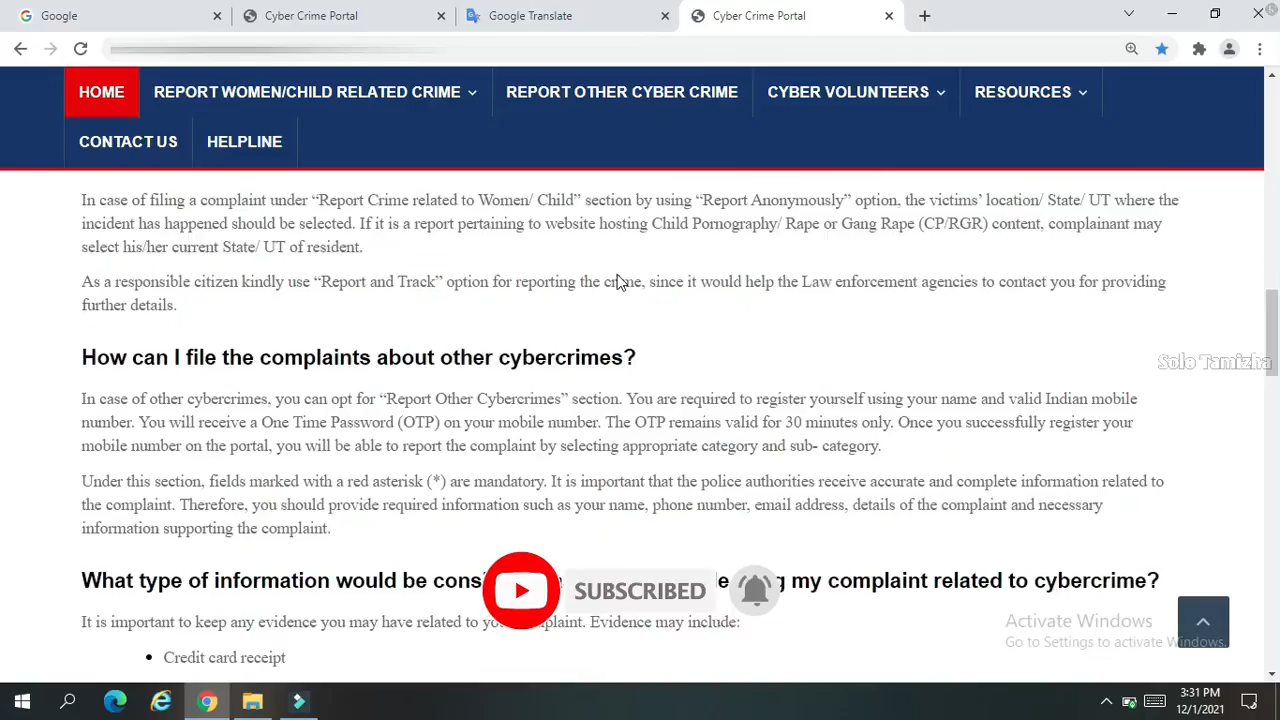 Google
Cyber Crime Portal
Google Translate
Cyber Crime Portal
HOME
REPORT WOMEN/CHILD RELATED CRIME
REPORT OTHER CYBER CRIME
CYBER VOLUNTEERS
RESOURCES
CONTACT US
HELPLINE
In case of filing a complaint under “Report Crime related to Women/ Child” section by using “Report Anonymously” option, the victims’ location/ State/ UT where the
incident has happened should be selected. If it is a report pertaining to website hosting Child Pornography/ Rape or Gang Rape (CP/RGR) content, complainant may
select his/her current State/ UT of resident.
As a responsible citizen kindly use “Report and Track” option for reporting the crime, since it would help the Law enforcement agencies to contact you for providing
further details.
How can I file the complaints about other cybercrimes?
Solo Tamizha
In case of other cybercrimes, you can opt for “Report Other Cybercrimes” section. You are required to register yourself using your name and valid Indian mobile
number. You will receive a One Time Password (OTP) on your mobile number. The OTP remains valid for 30 minutes only. Once you successfully register your
mobile number on the portal, you will be able to report the complaint by selecting appropriate category and sub- category.
Under this section, fields marked with a red asterisk (*) are mandatory. It is important that the police authorities receive accurate and complete information related to
the complaint. Therefore, you should provide required information such as your name, phone number, email address, details of the complaint and necessary
information supporting the complaint.
What type of information would be my complaint related to cybercrime?
SUBSCRIBED
It is important to keep any evidence you may have related to your complaint. Evidence may include:
Activate Windows
Go to Settings to activate Windows.
• Credit card receipt
3:31 PM
12/1/2021